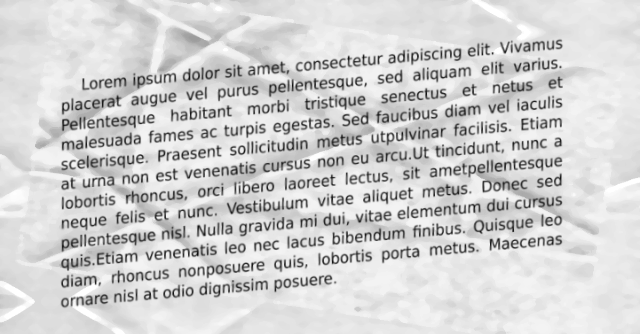 Lorem ipsum dolor sit amet, consectetur adipiscing elit. Vivamus
placerat augue vel purus pellentesque, sed aliquam elit varius.
Pellentesque habitant morbi tristique senectus et netus et
malesuada fames ac turpis egestas. Sed faucibus diam vel iaculis
scelerisque. Praesent sollicitudin metus utpulvinar facilisis. Etiam
at urna non est venenatis cursus non eu arcu.Ut tincidunt, nunc a
lobortis rhoncus, orci libero laoreet lectus, sit ametpellentesque
neque felis et nunc. Vestibulum vitae aliquet metus. Donec sed
pellentesque nisl. Nulla gravida mi dui, vitae elementum dui cursus
quis.Etiam venenatis leo nec lacus bibendum finibus. Quisque leo
diam, rhoncus nonposuere quis, lobortis porta metus. Maecenas
ornare nisl at odio dignissim posuere.